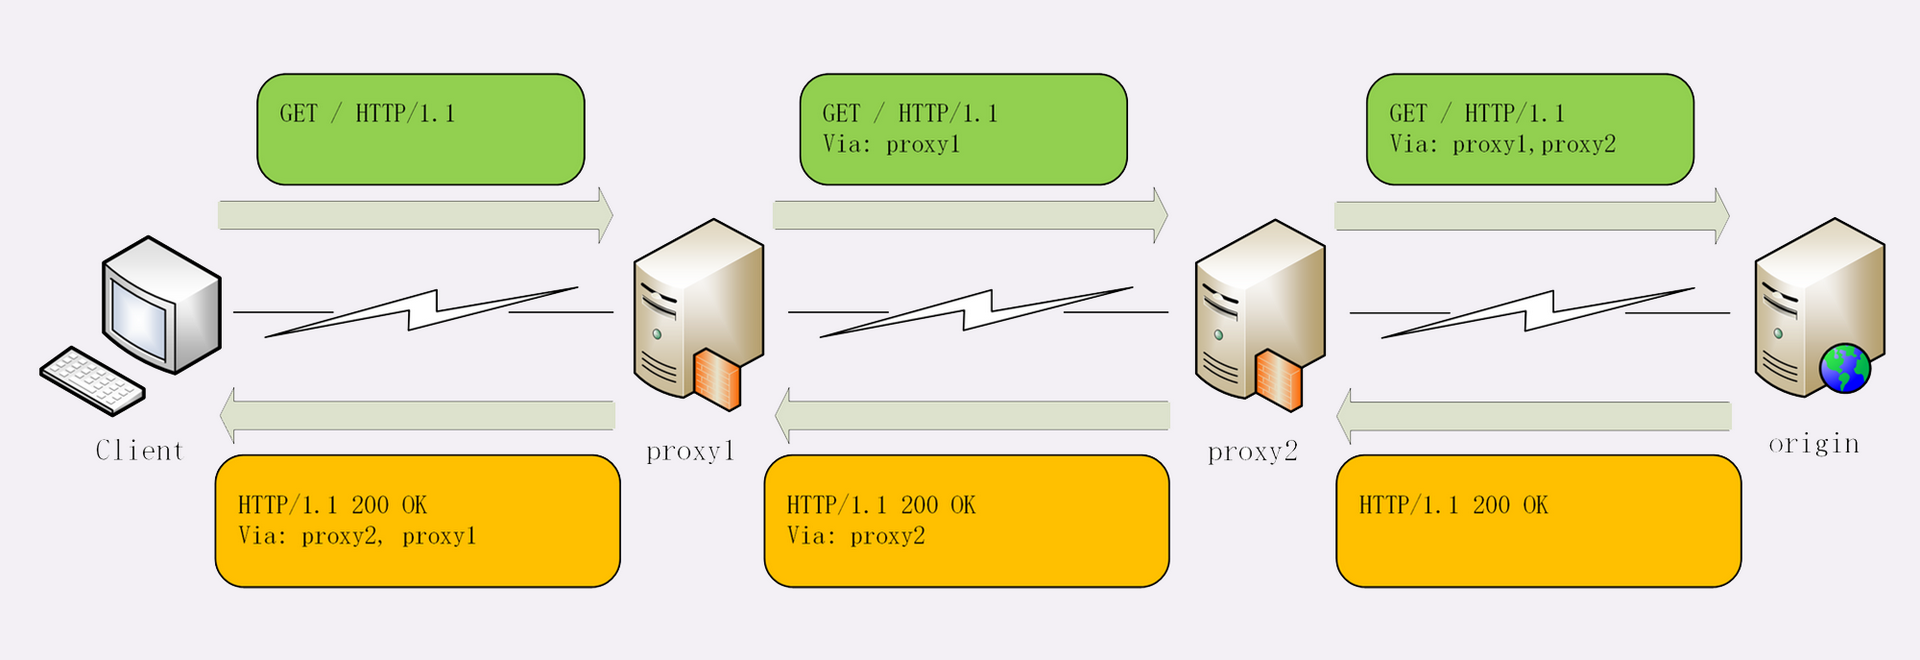 GET / HTTP/1.1
GET / HTTP/1.1
Via: proxy1
GET / HTTP/1.1
Via: proxy1,proxy2
Client
proxy1
proxy2
origin
HTTP/1.1 200 OK
Via: proxy2, proxy1
HTTP/1.1 200 OK
Via: proxy2
HTTP/1.1 200 OK